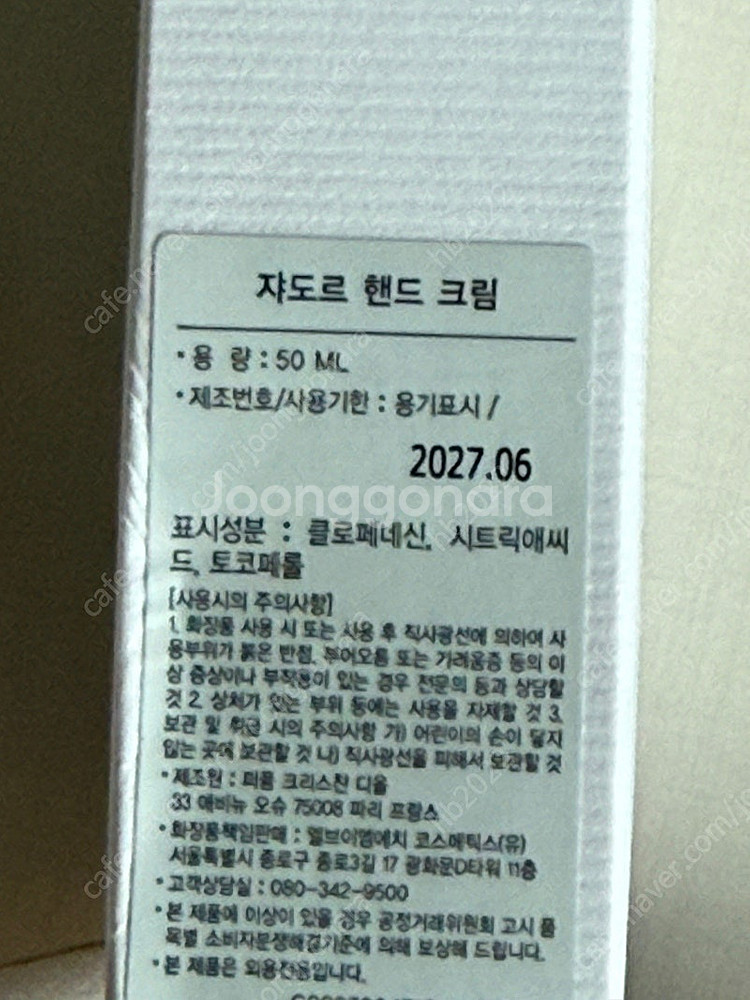 쟈도르 핸드 크림
• 용 량 : 50 ML
• 제조번호/사용기한 : 용기표시 /
2027.06
Joonggonara
표시성분 : 클로페네신, 시트릭애씨
드, 토코페롤
[사용시의 주의사항]
1. 화장품 사용 시 또는 사용 후 직사광선에 의하여 사
용부위가 붉은 반점, 부어오름 또는 가려움증 등의 이
상 증상이나 부작용이 있는 경우 전문의 등과 상담할
것 2. 상처가 있는 부위 등에는 사용을 자제할 것 3.
보관 및 취급 시의 주의사항 가) 어린이의 손이 닿지
않는 곳에 보관할 것 나) 직사광선을 피해서 보관할 것
• 제조원 : 퍼퓸 크리스챤 디올
33 애비뉴 오슈 75008 파리 프랑스
• 화장품책임판매 : 엘브이엠에치 코스메틱스(유)
서울특별시 종로구 종로3길 17 광화문D타워 11층
• 고객상담실 : 080-342-9500
• 본 제품에 이상이 있을 경우 공정거래위원회 고시 품
목별 소비자분쟁해결기준에 의해 보상해 드립니다.
• 본 제품은 외용전용입니다.